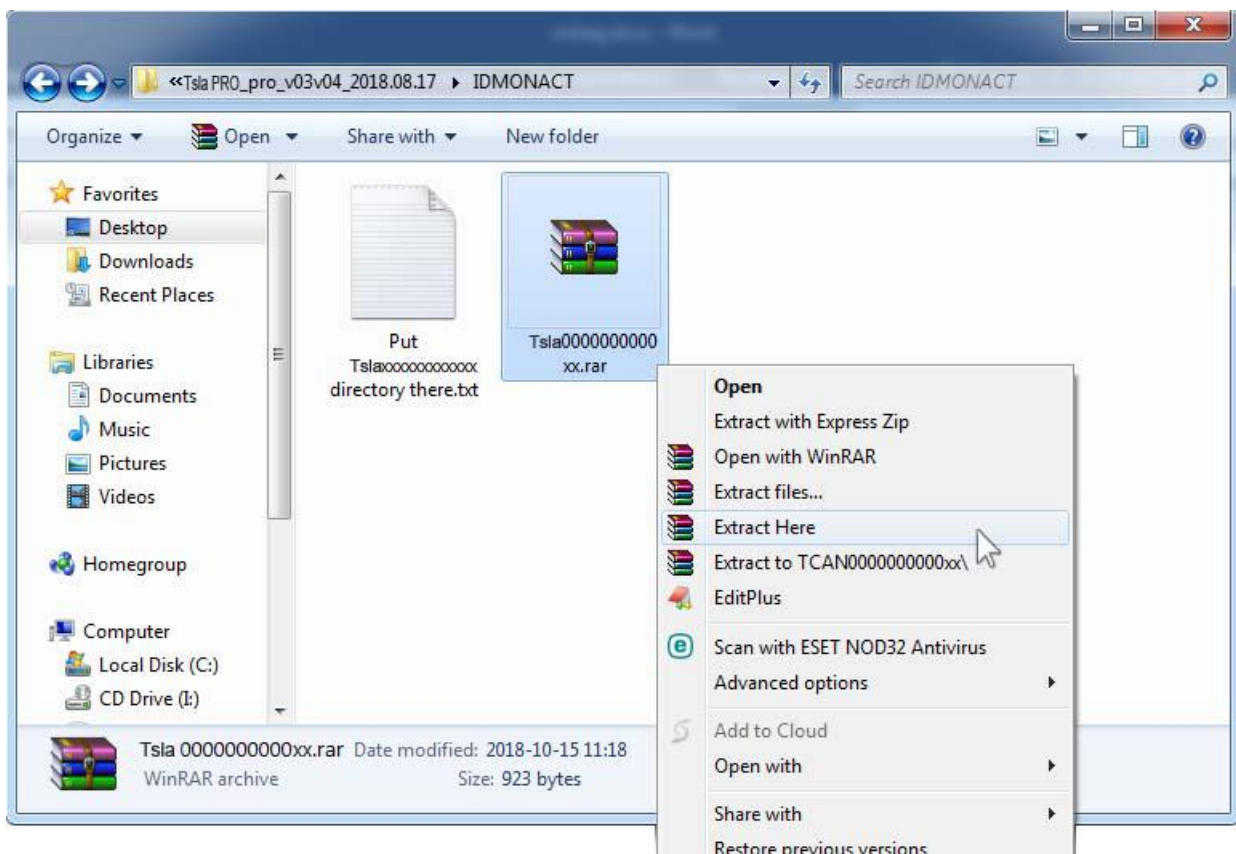 «Tsla PRO_pro_v03v04_2018.08.17 ▸ IDMONACT
Search IDMONACT
Organize
Open
Share with
New folder
Favorites
Desktop
Downloads
Recent Places
Libraries
Documents
Music
Pictures
Videos
Homegroup
Computer
Local Disk (C:)
CD Drive (I:)
Put
Tslaxxxxxxxxxxxx
directory there.txt
Tsla0000000000
xx.rar
Open
Extract with Express Zip
Open with WinRAR
Extract files...
Extract Here
Extract to TCAN0000000000xx\
EditPlus
Scan with ESET NOD32 Antivirus
Advanced options
Add to Cloud
Open with
Share with
Restore previous versions
Tsla 0000000000xx.rar Date modified: 2018-10-15 11:18
WinRAR archive Size: 923 bytes